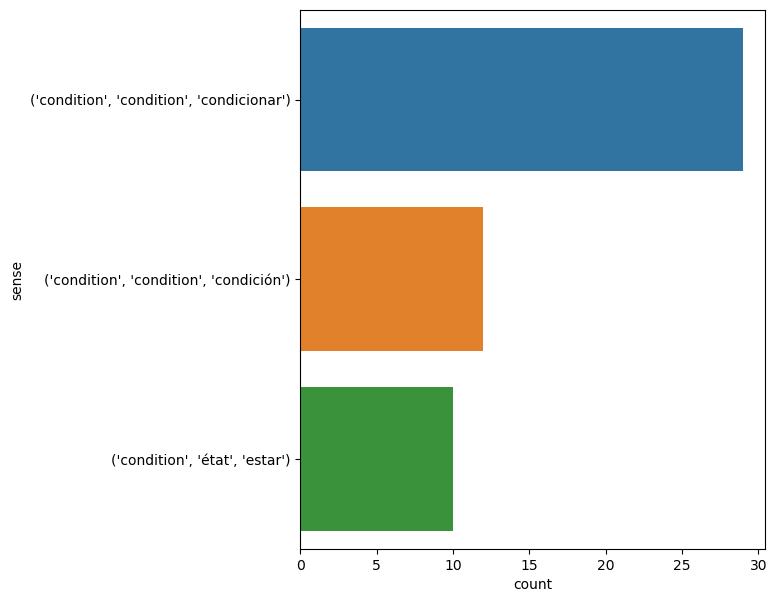 ('condition', 'condition', 'condicionar')
('condition', 'condition', 'condición')
('condition', 'état', 'estar')
sense
0 5 10 15 20 25 30
count